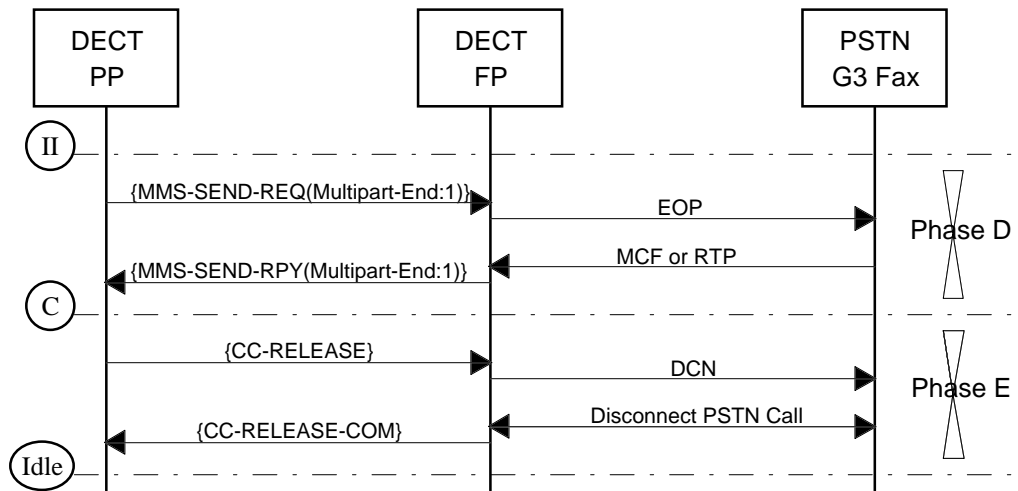 DECT
PP
DECT
FP
PSTN
G3 Fax
II
{MMS-SEND-REQ(Multipart-End:1)}
EOP
Phase D
MCF or RTP
{MMS-SEND-RPY(Multipart-End:1)}
C
{CC-RELEASE}
DCN
Phase E
Disconnect PSTN Call
{CC-RELEASE-COM}
Idle